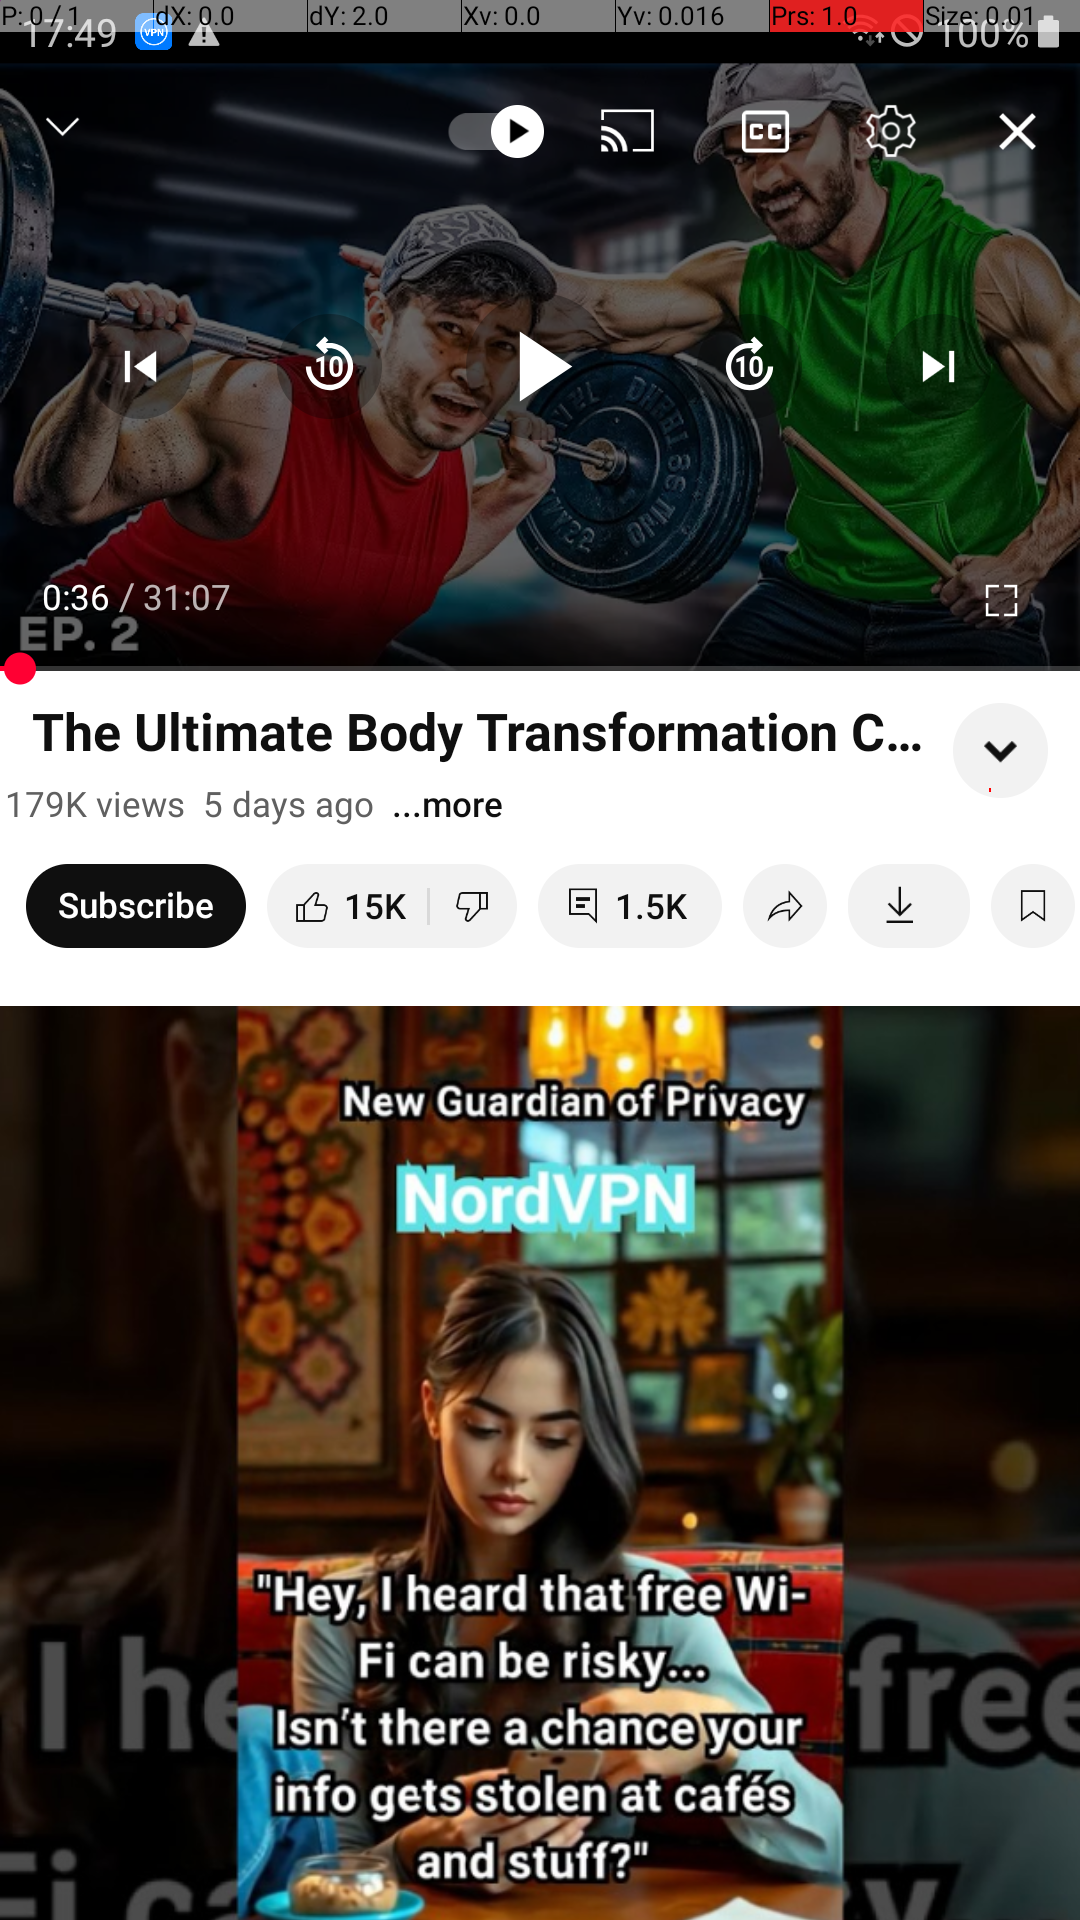 P: 0 / 1 dX: 0.0 dY: 2.0 Xv: 0.0 Yv: 0.016 Prs: 1.0 Size: 0.01
17:49 VPN 100%
CC
10 10
0:36 / 31:07
EP. 2
The Ultimate Body Transformation C...
179K views 5 days ago ...more
Subscribe 15K 1.5K
New Guardian of Privacy
NordVPN
"Hey, I heard that free Wi-
Fi can be risky...
Isn't there a chance your
info gets stolen at cafés
and stuff?"
I he free
Fi ca y